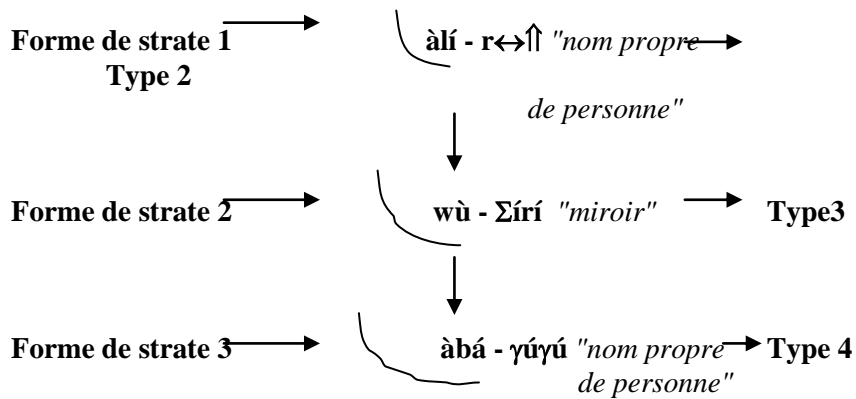 Forme de strate 1 àlí - r↔⇑ "nom propre
Type 2
de personne"
Forme de strate 2 wù - Σírí "miroir" Type3
Forme de strate 3 àbá - γúγú "nom propre Type 4
de personne"